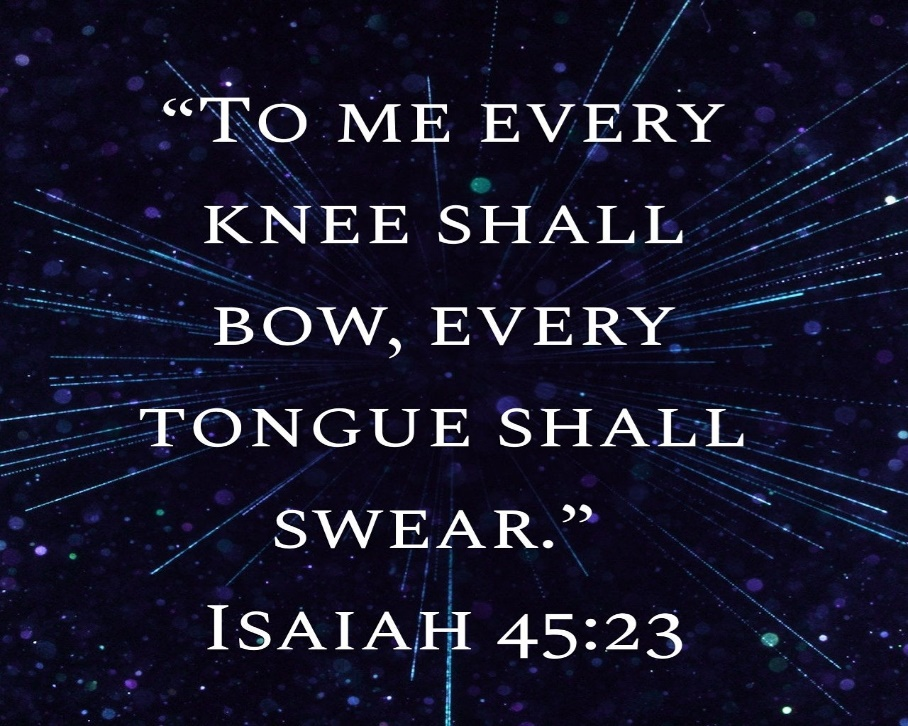 “To me every
knee shall
bow, every
tongue shall
swear.”
Isaiah 45:23